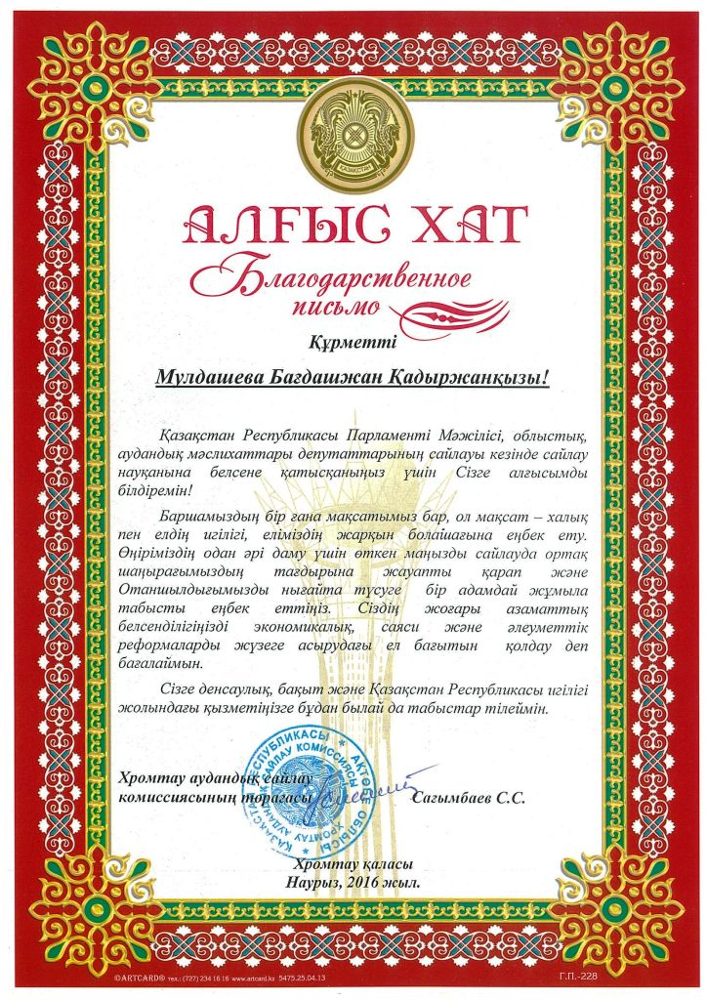 ҚАЗАҚСТАН
АЛҒЫС ХАТ
Благодарственное
письмо
Құрметті
Мулдашева Бағдашжан Қадыржанқызы!
Қазақстан Республикасы Парламенті Мәжілісі, облыстық,
аудандық мәслихаттары депутаттарының сайлауы кезінде сайлау
науқанына белсене қатысқаныңыз үшін Сізге алғысымды
білдіремін!
Баршамыздың бір ғана мақсатымыз бар, ол мақсат – халық
пен елдің игілігі, еліміздің жарқын болашағына еңбек ету.
Өңіріміздің одан әрі даму үшін өткен маңызды сайлауда ортақ
шаңырағымыздың тағдырына жауапты қарап және
Отаншылдығымызды нығайта түсуге бір адамдай жұмыла
табысты еңбек еттіңіз. Сіздің жоғары азаматтық
белсенділігіңізді экономикалық, саяси және әлеуметтік
реформаларды жүзеге асырудағы ел бағытын қолдау деп
бағалаймын.
Сізге денсаулық, бақыт және Қазақстан Республикасы игілігі
жолындағы қызметіңізге бұдан былай да табыстар тілеймін.
Хромтау аудандық сайлау
комиссиясының төрағасы Сағымбаев С.С.
ҚАЗАҚСТАН РЕСПУБЛИКАСЫ * АҚТӨБЕ ОБЛЫСЫ *
ХРОМТАУ АУДАНДЫҚ САЙЛАУ КОМИССИЯСЫ
Хромтау қаласы
Наурыз, 2016 жыл.
©ARTCARD® тел.: (727) 234 16 16 www.artcard.kz 5475.25.04.13
Г.П.-228